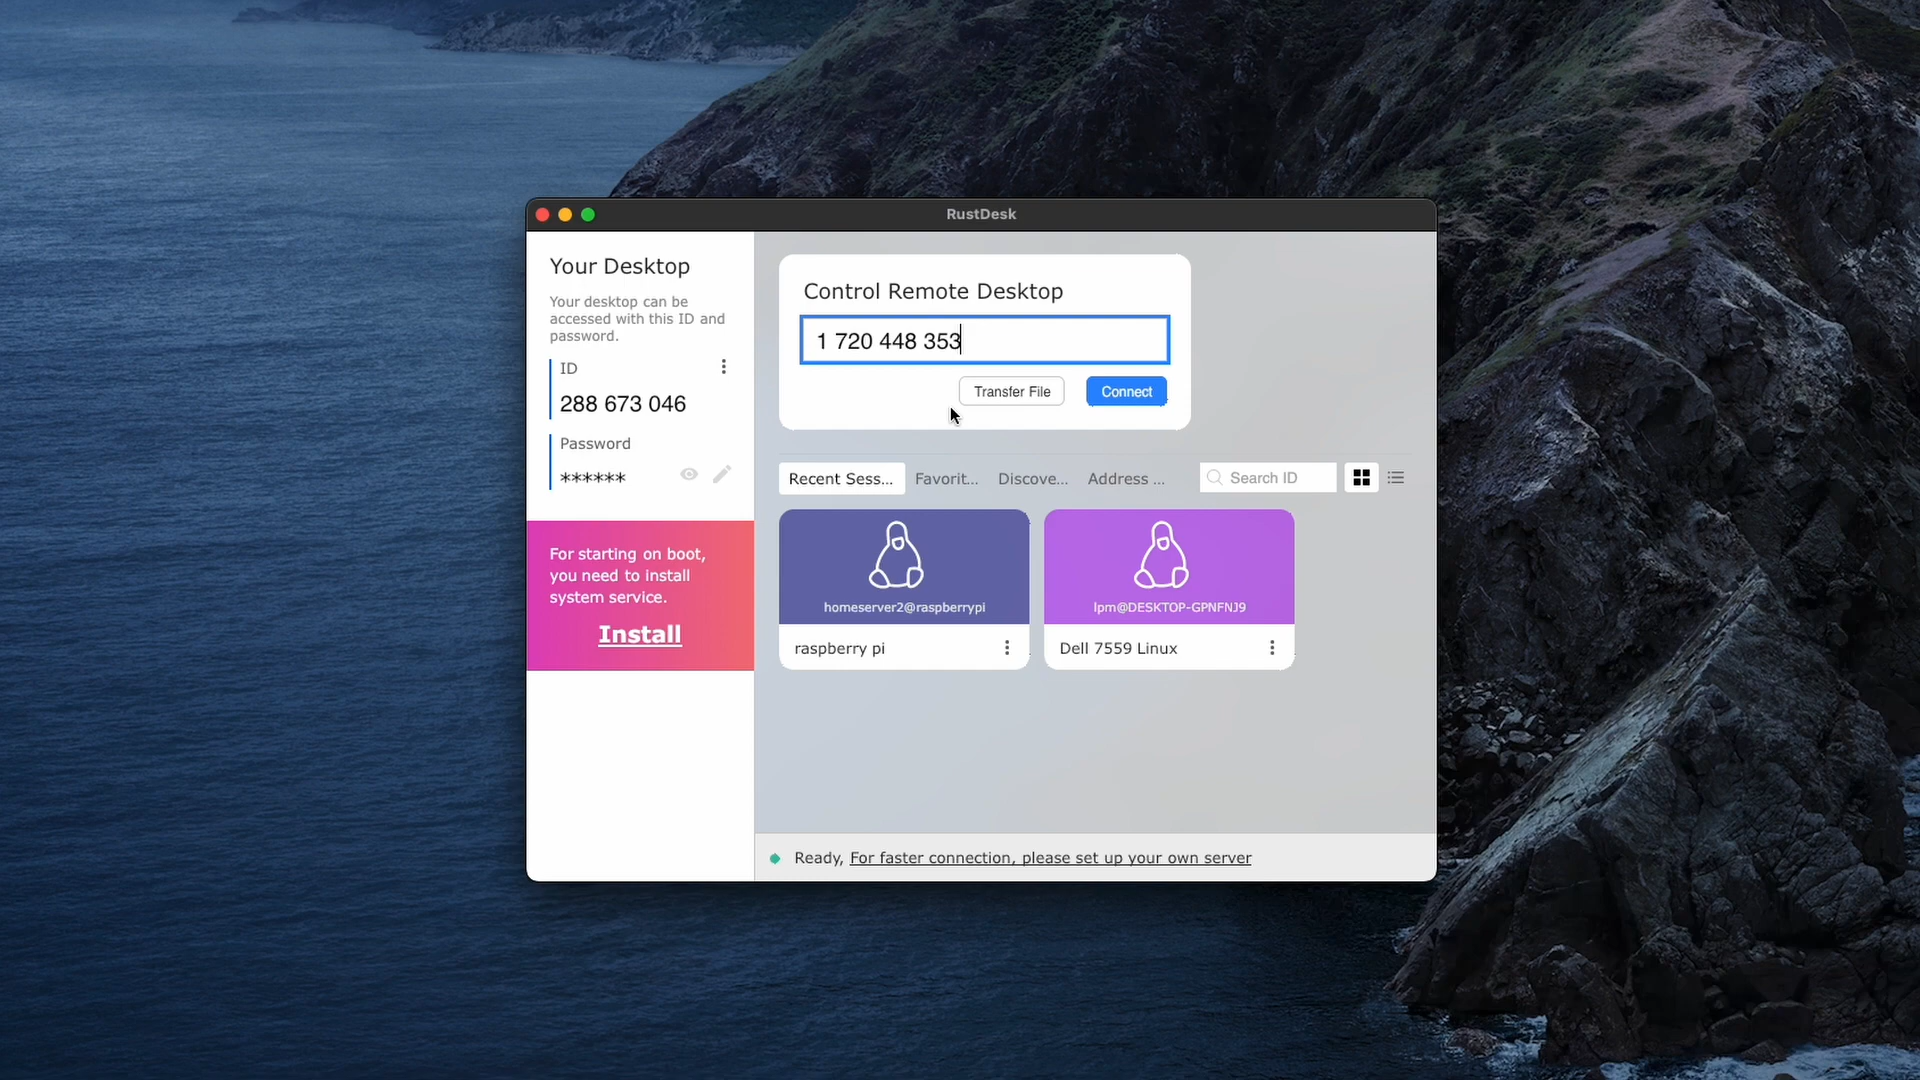 RustDesk
Your Desktop
Your desktop can be
accessed with this ID and
password.
ID
288 673 046
Password
******
For starting on boot,
you need to install
system service.
Install
Control Remote Desktop
1 720 448 353
Transfer File
Connect
Recent Sess...
Favorit...
Discove...
Address ...
Search ID
homeserver2@raspberrypi
raspberry pi
lpm@DESKTOP-GPNFNJ9
Dell 7559 Linux
Ready, For faster connection, please set up your own server